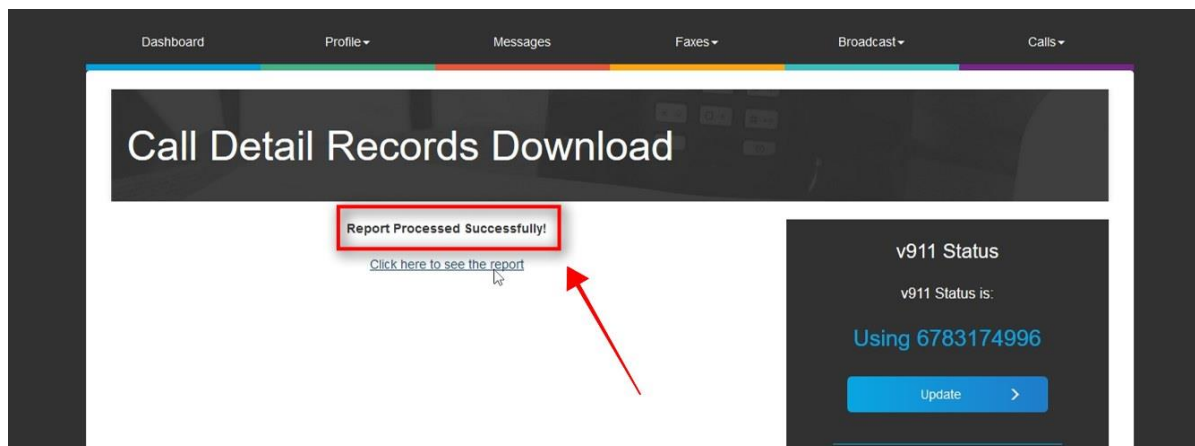 Dashboard
Profile
Messages
Faxes
Broadcast
Calls
Call Detail Records Download
Report Processed Successfully!
Click here to see the report
v911 Status
v911 Status is:
Using 6783174996
Update